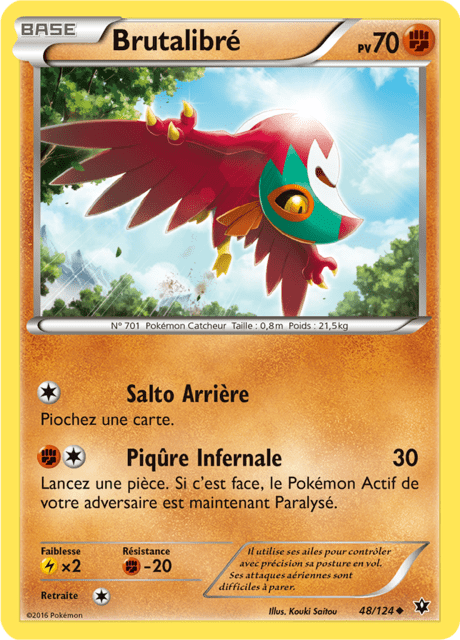 BASE
Brutalibré
PV70
N° 701 Pokémon Catcheur Taille : 0,8m Poids : 21,5kg
Salto Arrière
Piochez une carte.
Piqûre Infernale 30
Lancez une pièce. Si c'est face, le Pokémon Actif de
votre adversaire est maintenant Paralysé.
Faiblesse Résistance
×2 -20
Retraite
Il utilise ses ailes pour contrôler
avec précision sa posture en vol.
Ses attaques aériennes sont
difficiles à parer.
©2016 Pokémon Illus. Kouki Saitou 48/124